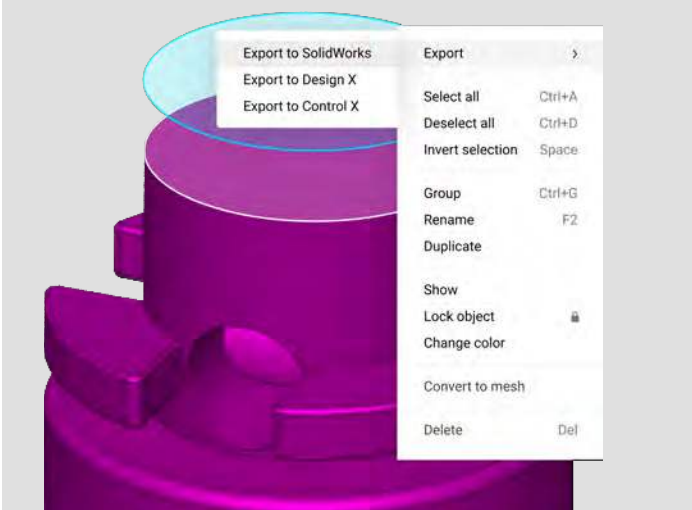 Export to SolidWorks
Export to Design X
Export to Control X
Export >
Select all Ctrl+A
Deselect all Ctrl+D
Invert selection Space
Group Ctrl+G
Rename F2
Duplicate
Show
Lock object
Change color
Convert to mesh
Delete Del